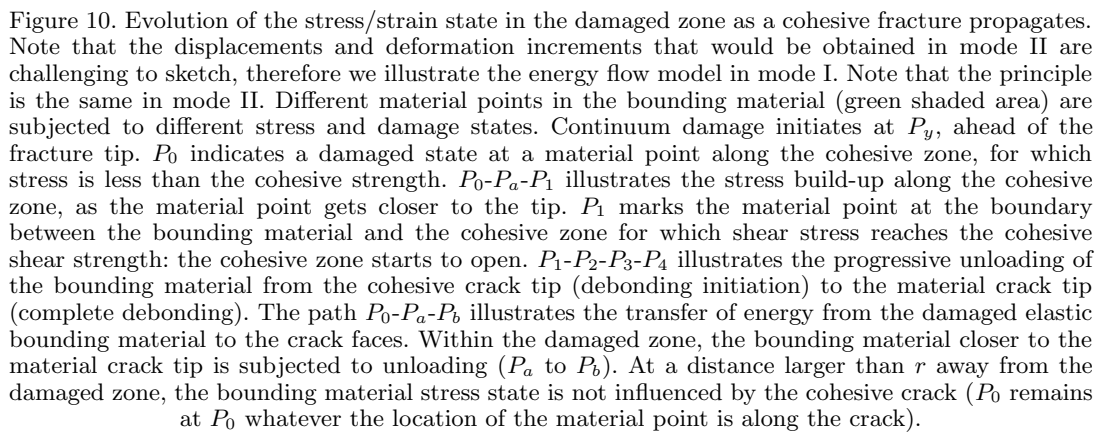 Figure 10. Evolution of the stress/strain state in the damaged zone as a cohesive fracture propagates.
Note that the displacements and deformation increments that would be obtained in mode II are
challenging to sketch, therefore we illustrate the energy flow model in mode I. Note that the principle
is the same in mode II. Different material points in the bounding material (green shaded area) are
subjected to different stress and damage states. Continuum damage initiates at P_y, ahead of the
fracture tip. P_0 indicates a damaged state at a material point along the cohesive zone, for which
stress is less than the cohesive strength. P_0-P_a-P_1 illustrates the stress build-up along the cohesive
zone, as the material point gets closer to the tip. P_1 marks the material point at the boundary
between the bounding material and the cohesive zone for which shear stress reaches the cohesive
shear strength: the cohesive zone starts to open. P_1-P_2-P_3-P_4 illustrates the progressive unloading of
the bounding material from the cohesive crack tip (debonding initiation) to the material crack tip
(complete debonding). The path P_0-P_a-P_b illustrates the transfer of energy from the damaged elastic
bounding material to the crack faces. Within the damaged zone, the bounding material closer to the
material crack tip is subjected to unloading (P_a to P_b). At a distance larger than r away from the
damaged zone, the bounding material stress state is not influenced by the cohesive crack (P_0 remains
at P_0 whatever the location of the material point is along the crack).